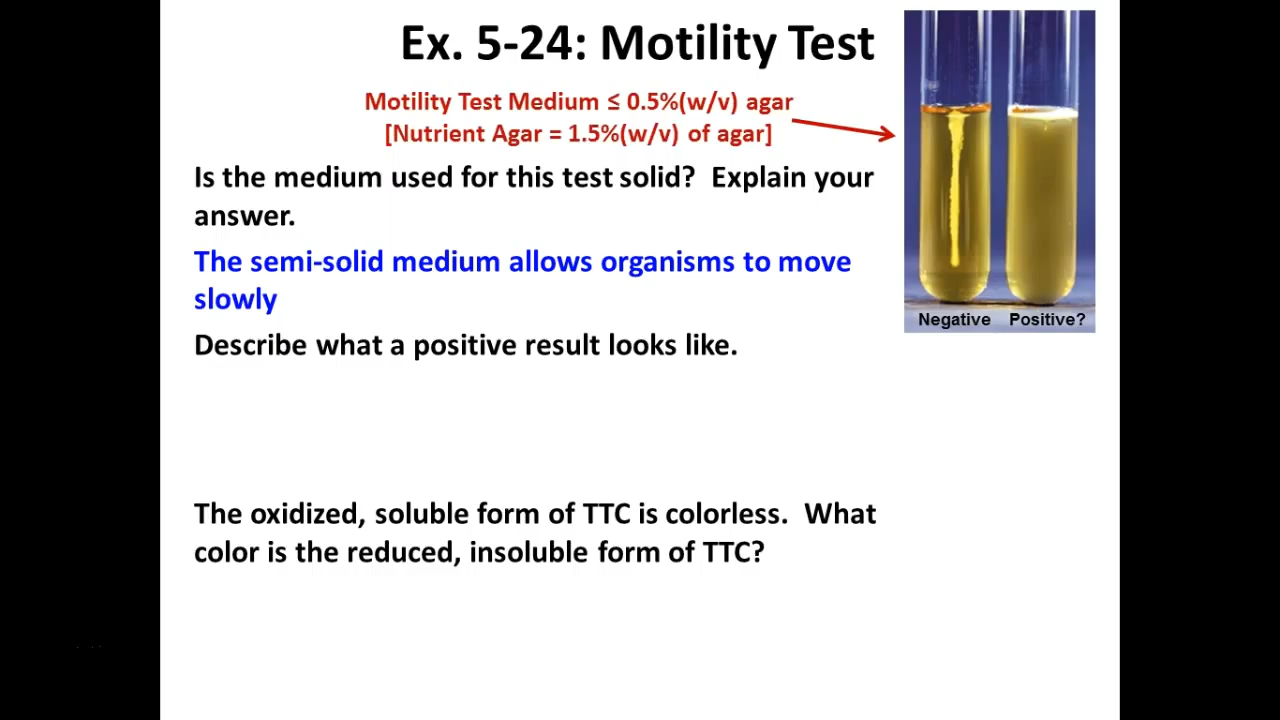 Ex. 5-24: Motility Test
Motility Test Medium ≤ 0.5%(w/v) agar
[Nutrient Agar = 1.5%(w/v) of agar]
Is the medium used for this test solid?  Explain your
answer.
The semi-solid medium allows organisms to move
slowly
Negative
Positive?
Describe what a positive result looks like.
The oxidized, soluble form of TTC is colorless.  What
color is the reduced, insoluble form of TTC?